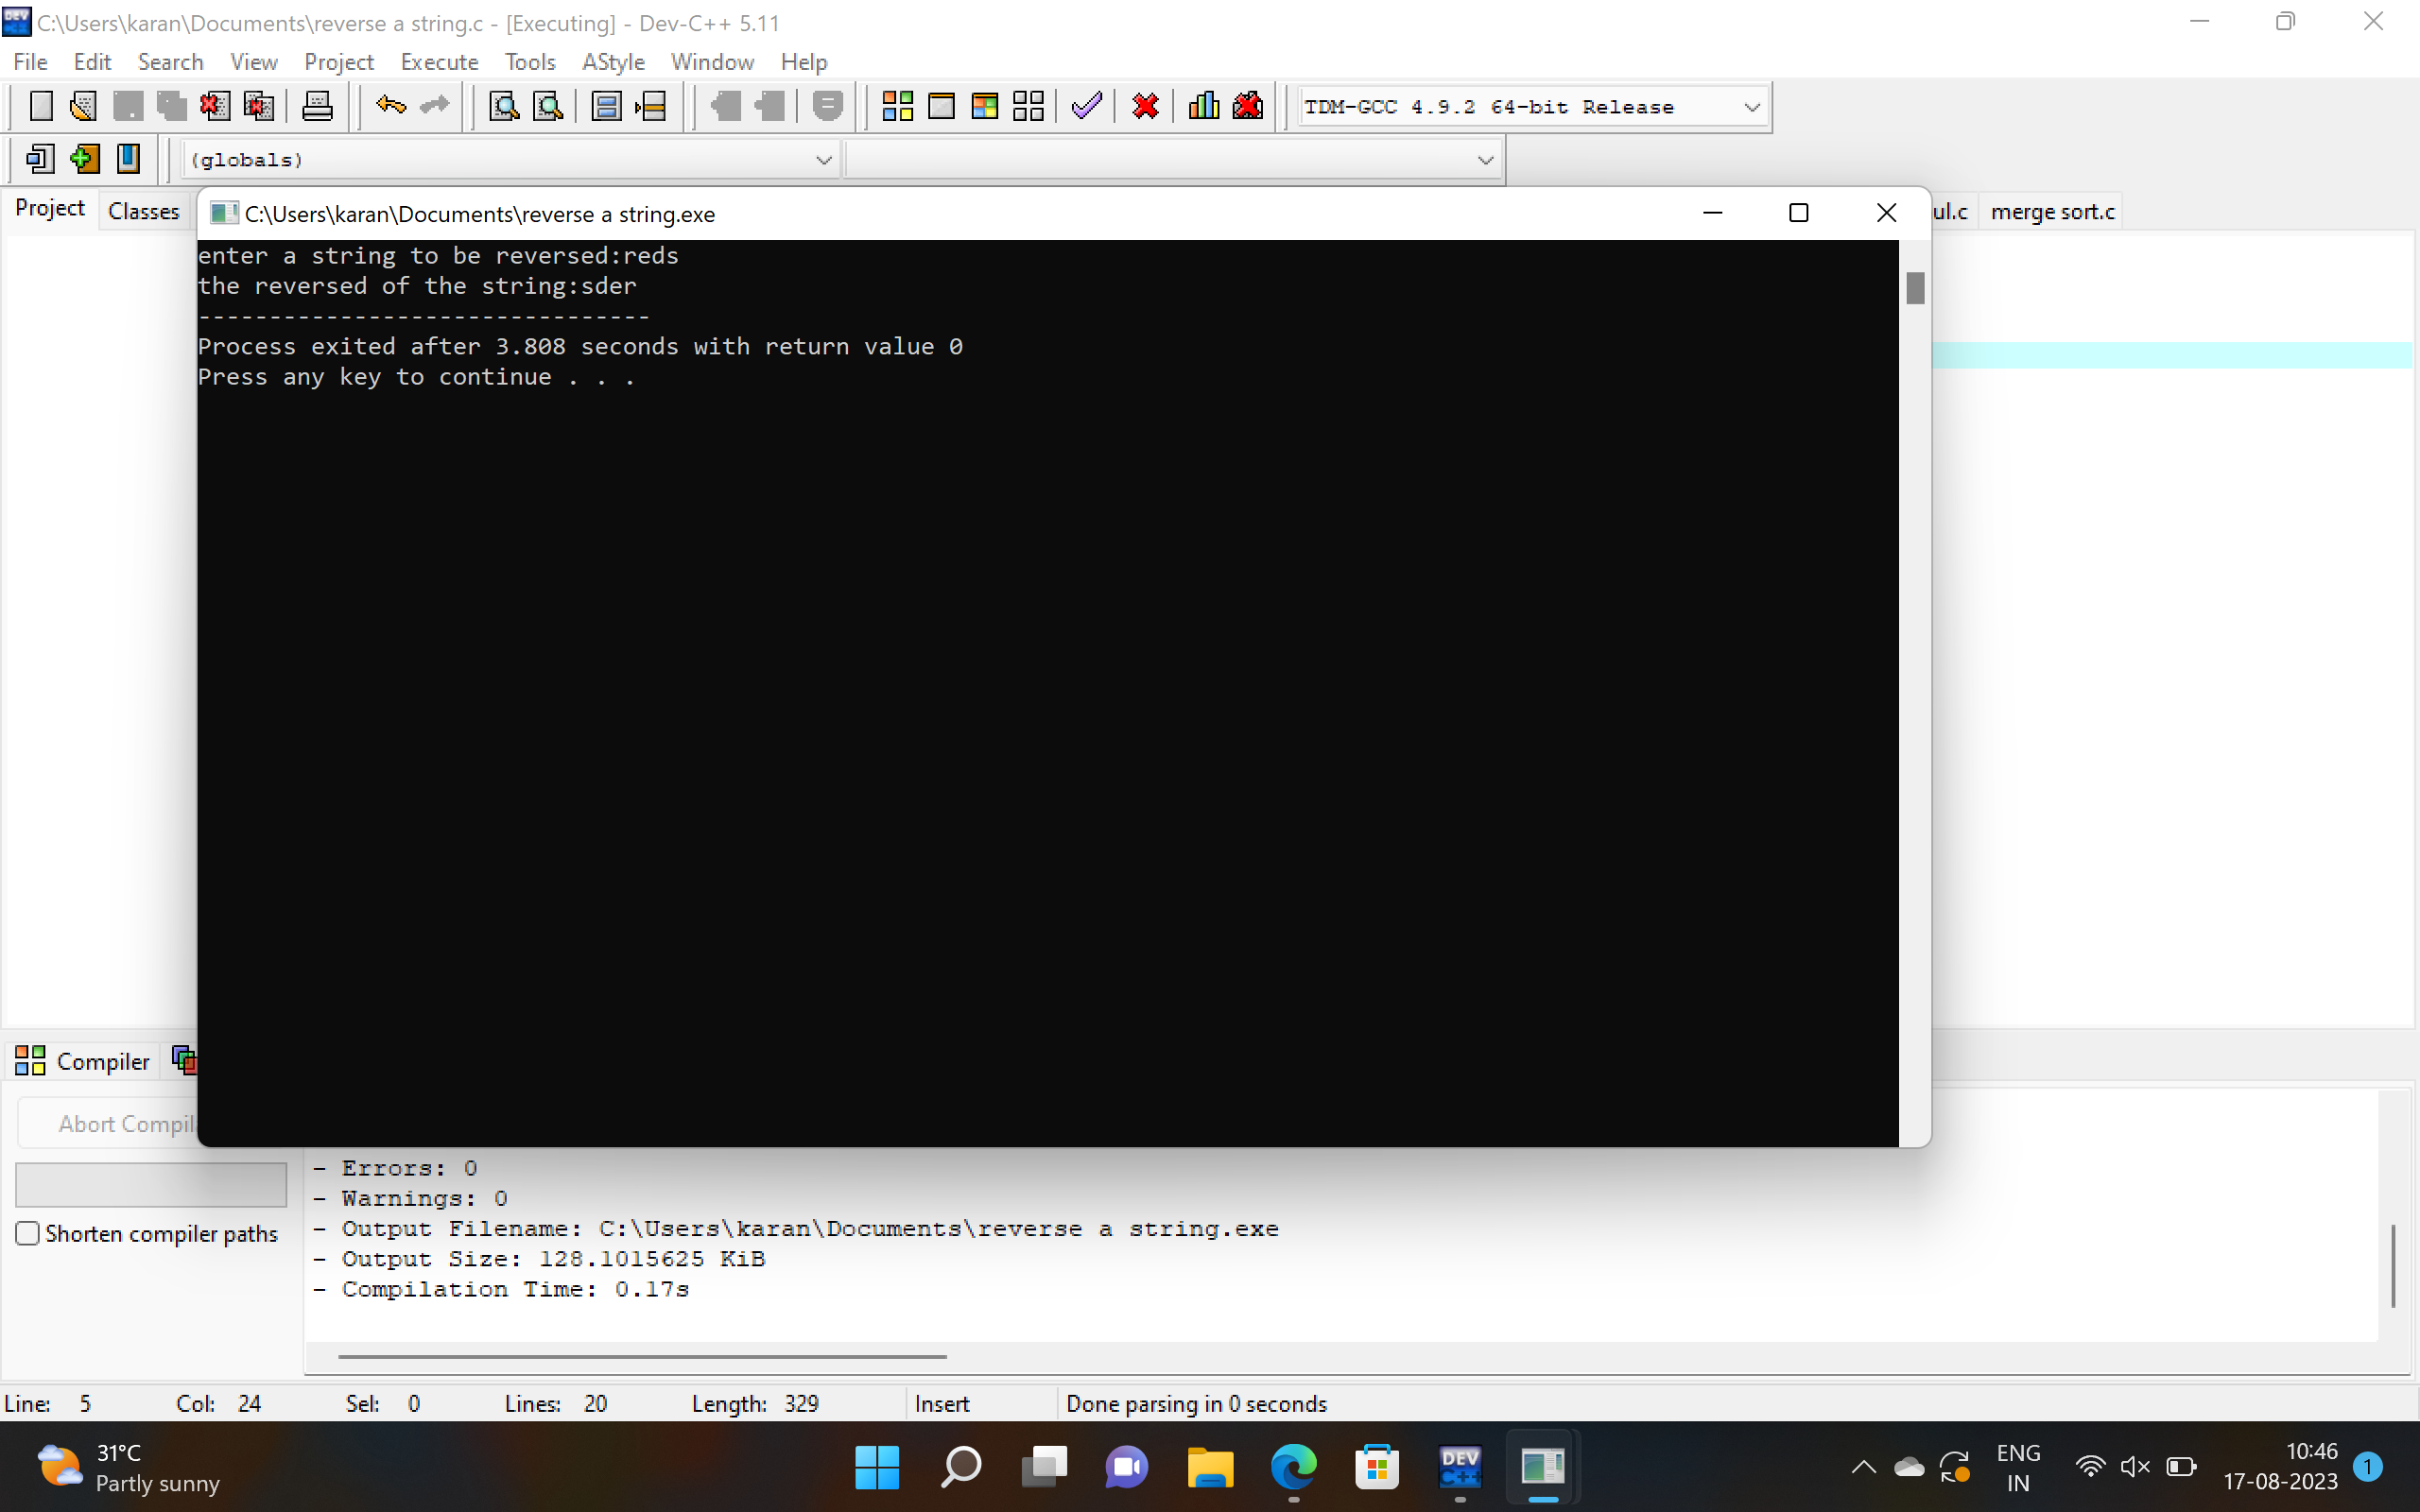 C:\Users\karan\Documents\reverse a string.c - [Executing] - Dev-C++ 5.11
File Edit Search View Project Execute Tools AStyle Window Help
TDM-GCC 4.9.2 64-bit Release
(globals)
Project Classes
C:\Users\karan\Documents\reverse a string.exe
ul.c merge sort.c
enter a string to be reversed:reds
the reversed of the string:sder
--------------------------------
Process exited after 3.808 seconds with return value 0
Press any key to continue . . .
Compiler
Abort Compil
- Errors: 0
- Warnings: 0
- Output Filename: C:\Users\karan\Documents\reverse a string.exe
- Output Size: 128.1015625 KiB
- Compilation Time: 0.17s
Shorten compiler paths
Line: 5 Col: 24 Sel: 0 Lines: 20 Length: 329 Insert Done parsing in 0 seconds
31°C
Partly sunny
DEV C++
ENG
IN
10:46
17-08-2023
1